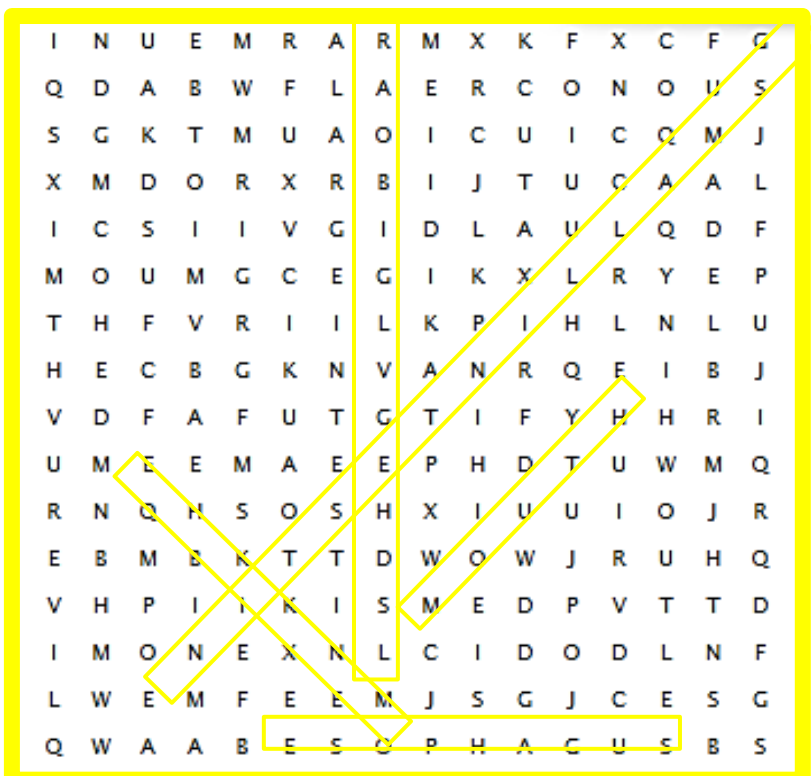 I N U E M R A R M X K F X C F G
Q D A B W F L A E R C O N O U S
S G K T M U A O I C U I C Q M J
X M D O R X R B I J T U C A A L
I C S I I V G I D L A U L Q D F
M O U M G C E G I K X L R Y E P
T H F V R I I L K P I H L N L U
H E C B G K N V A N R Q E I B J
V D F A F U T G T I F Y H H R I
U M E E M A E E P H D T U W M Q
R N Q H S O S H X I U U I O J R
E B M B K T T D W O W J R U H Q
V H P I I K I S M E D P V T T D
I M O N E X N L C I D O D L N F
L W E M F E E M J S G J C E S G
Q W A A B E S O P H A G U S B S